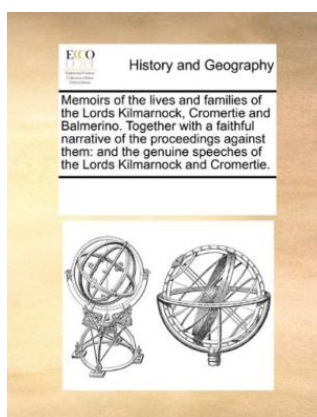 ECCO
History and Geography
Memoirs of the lives and families of
the Lords Kilmarnock, Cromertie and
Balmerino. Together with a faithful
narrative of the proceedings against
them: and the genuine speeches of
the Lords Kilmarnock and Cromertie.